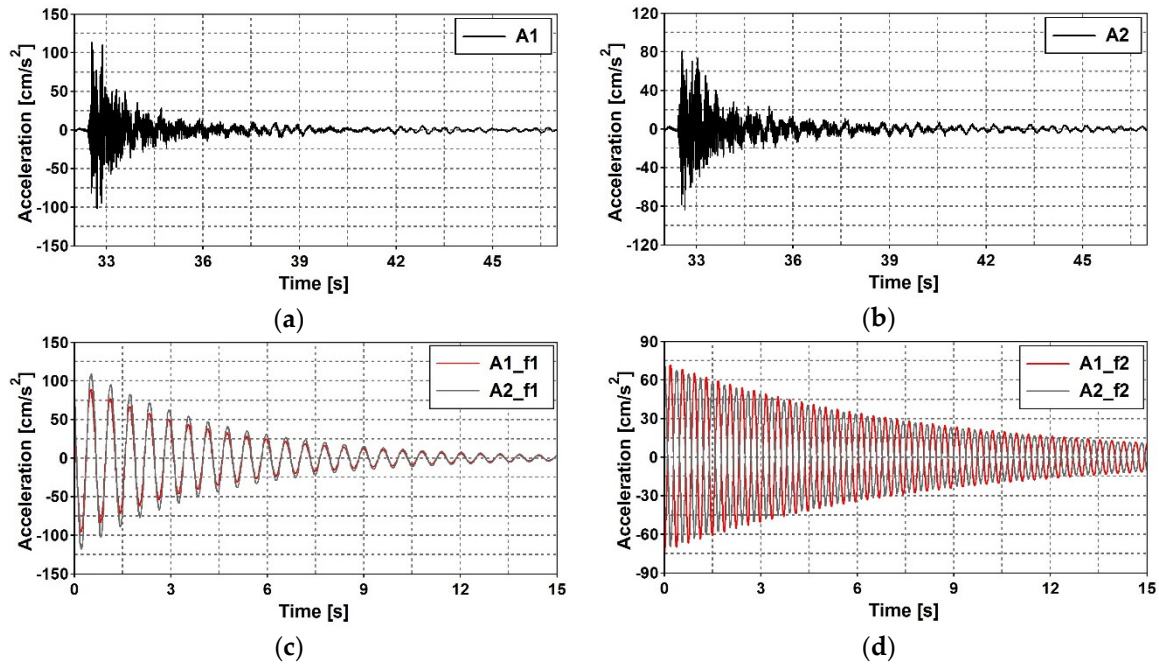 150
100
50
0
-50
-100
-150
Acceleration [cm/s²]
A1
33 36 39 42 45
Time [s]
(a)
120
80
40
0
-40
-80
-120
Acceleration [cm/s²]
A2
33 36 39 42 45
Time [s]
(b)
150
100
50
0
-50
-100
-150
Acceleration [cm/s²]
A1_f1
A2_f1
0 3 6 9 12 15
Time [s]
(c)
90
60
30
0
-30
-60
-90
Acceleration [cm/s²]
A1_f2
A2_f2
0 3 6 9 12 15
Time [s]
(d)